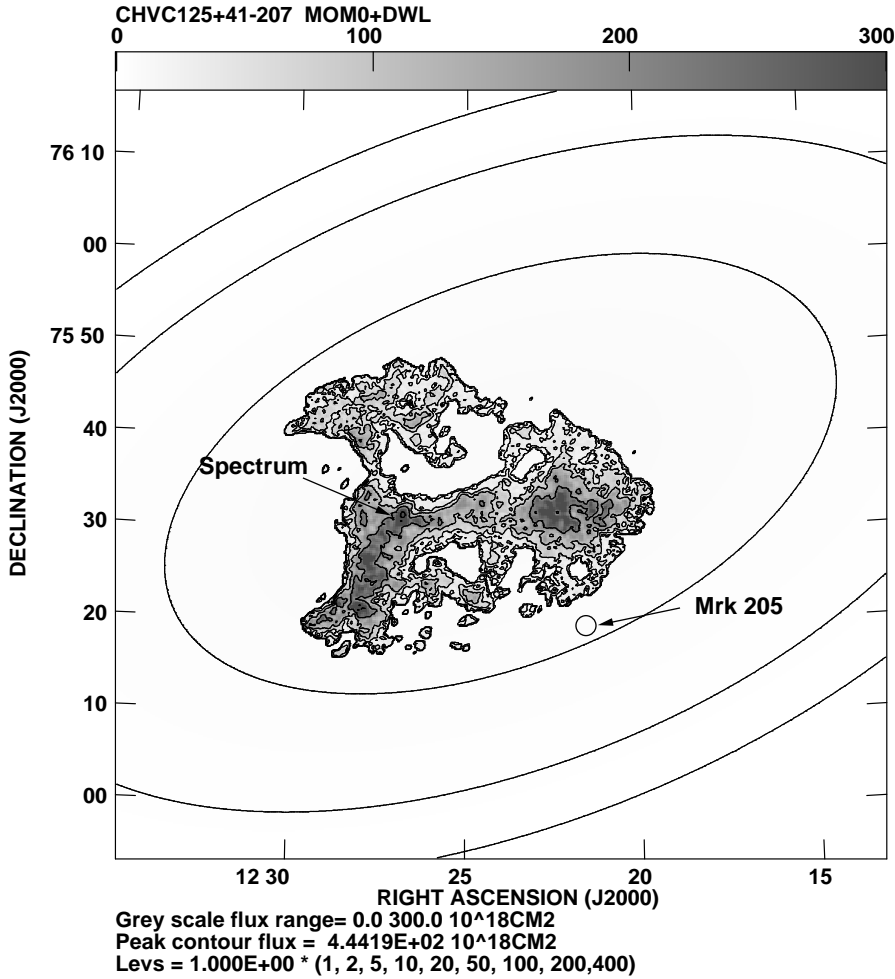 CHVC125+41-207 MOM0+DWL
0 100 200 300
76 10
00
75 50
40
30
20
10
00
DECLINATION (J2000)
Spectrum
Mrk 205
12 30 25 20 15
RIGHT ASCENSION (J2000)
Grey scale flux range= 0.0 300.0 10^18CM2
Peak contour flux = 4.4419E+02 10^18CM2
Levs = 1.000E+00 * (1, 2, 5, 10, 20, 50, 100, 200,400)